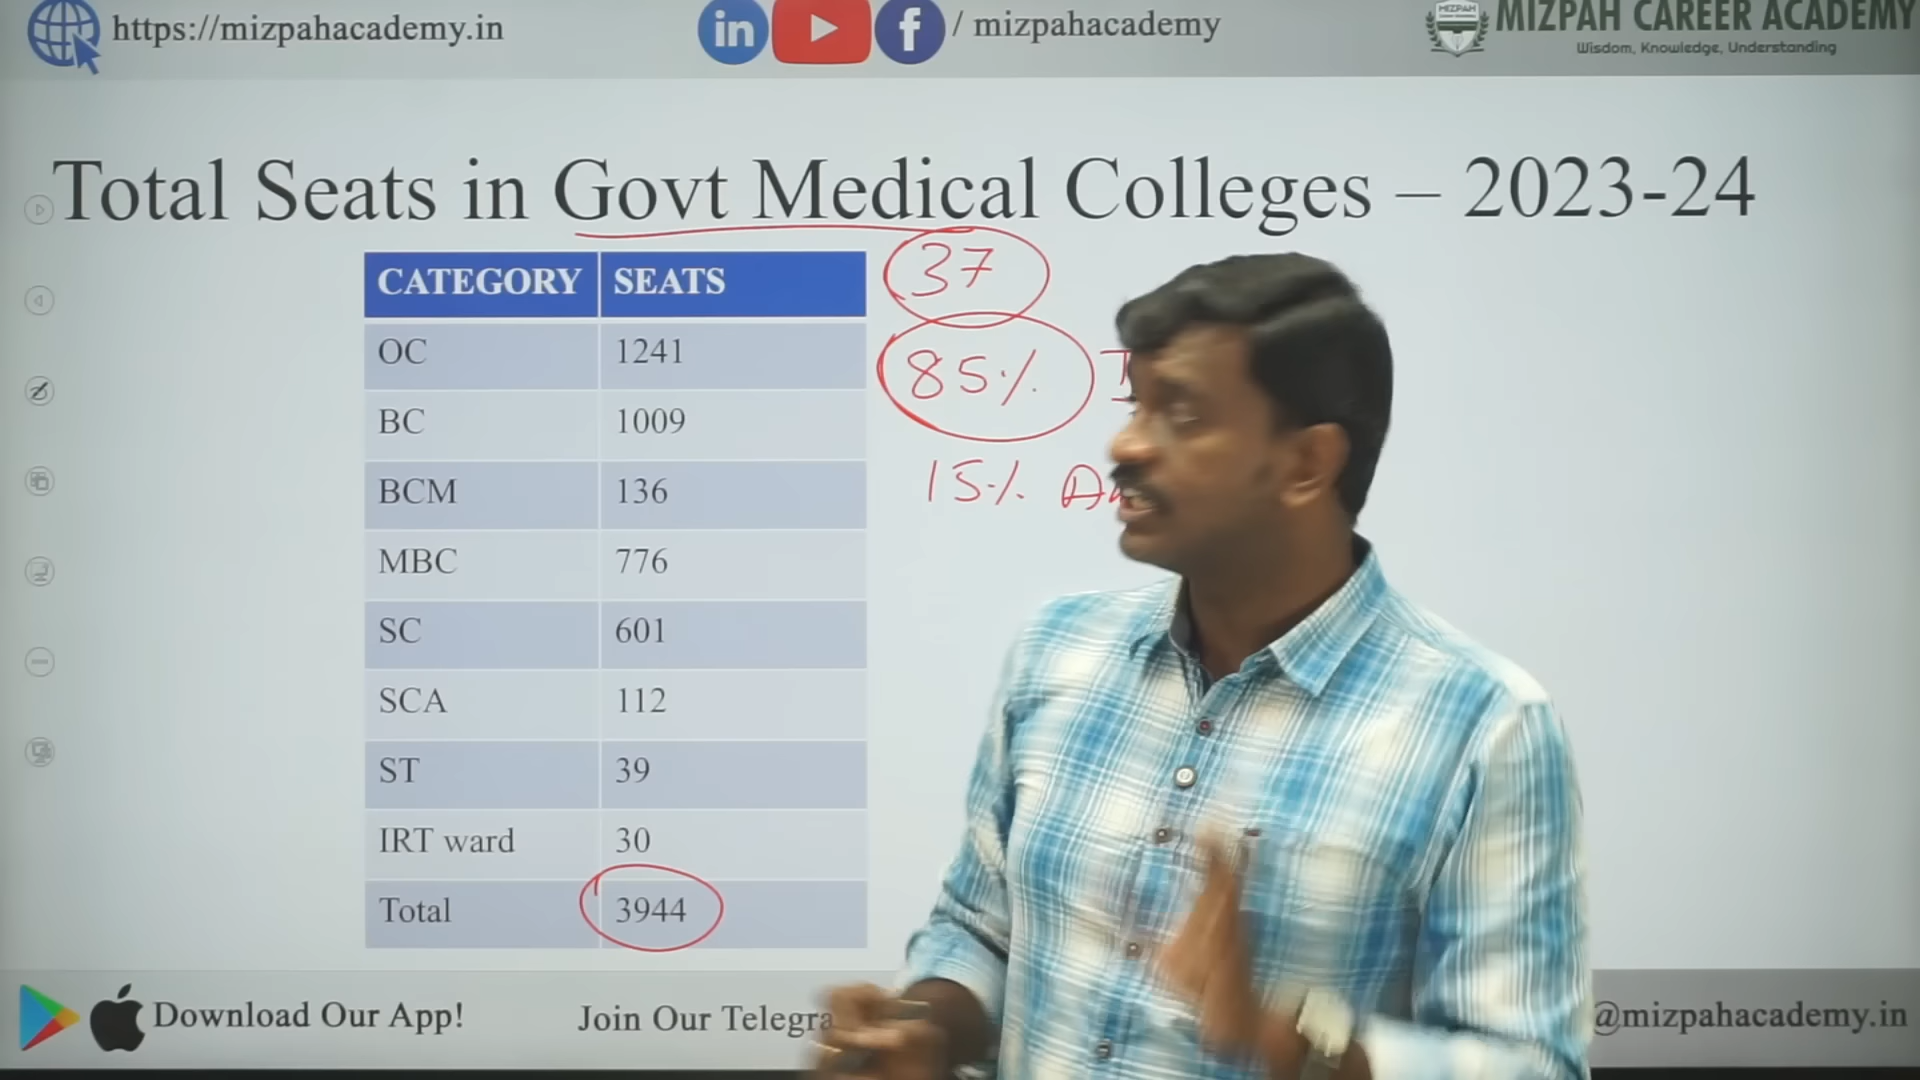 https://mizpahacademy.in
in
f
/ mizpahacademy
MIZPAH
MIZPAH CAREER ACADEMY
Wisdom, Knowledge, Understanding
Total Seats in Govt Medical Colleges – 2023-24
CATEGORY SEATS
37
OC 1241
85%
BC 1009
BCM 136
15%
MBC 776
SC 601
SCA 112
ST 39
IRT ward 30
Total 3944
Download Our App!
Join Our
@mizpahacademy.in